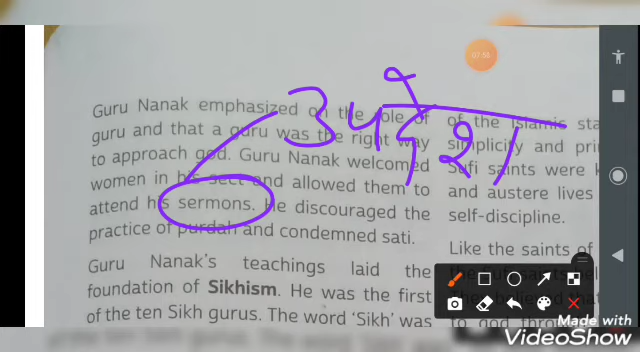 07:58
Guru Nanak emphasized on the role of
guru and that a guru was the right way
to approach god. Guru Nanak welcomed
women in his sect and allowed them to
attend his sermons. He discouraged the
practice of purdah and condemned sati.
Guru Nanak's teachings laid the
foundation of Sikhism. He was the first
of the ten Sikh gurus. The word 'Sikh' was
of the Islamic sta
simplicity and prin
Sufi saints were k
and austere lives
self-discipline.
Like the saints of
to god through
Made with
VideoShow